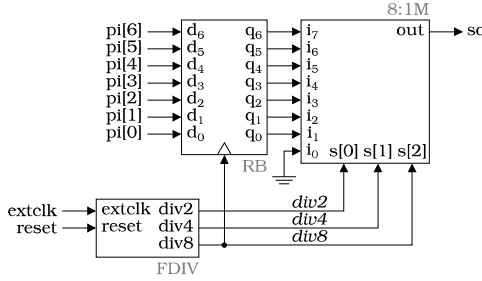 8:1M
pi[6] d6 q6 i7 out so
pi[5] d5 q5 i6
pi[4] d4 q4 i5
pi[3] d3 q3 i4
pi[2] d2 q2 i3
pi[1] d1 q1 i2
pi[0] d0 q0 i1
i0 s[0] s[1] s[2]
RB
extclk extclk div2 div2
reset reset div4 div4
div8 div8
FDIV